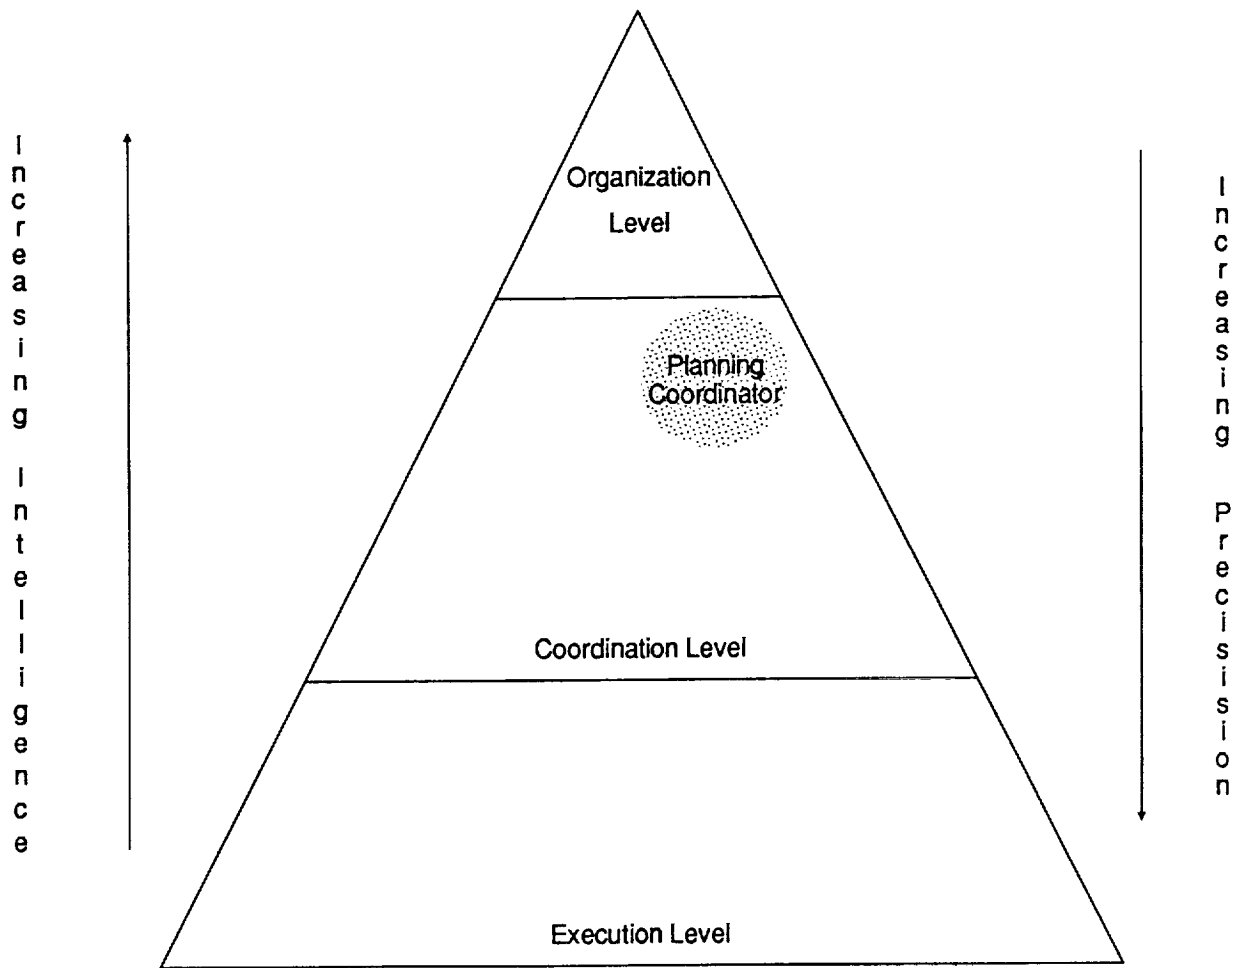 Increasing Intelligence
Organization
Level
Planning
Coordinator
Coordination Level
Execution Level
Increasing Precision